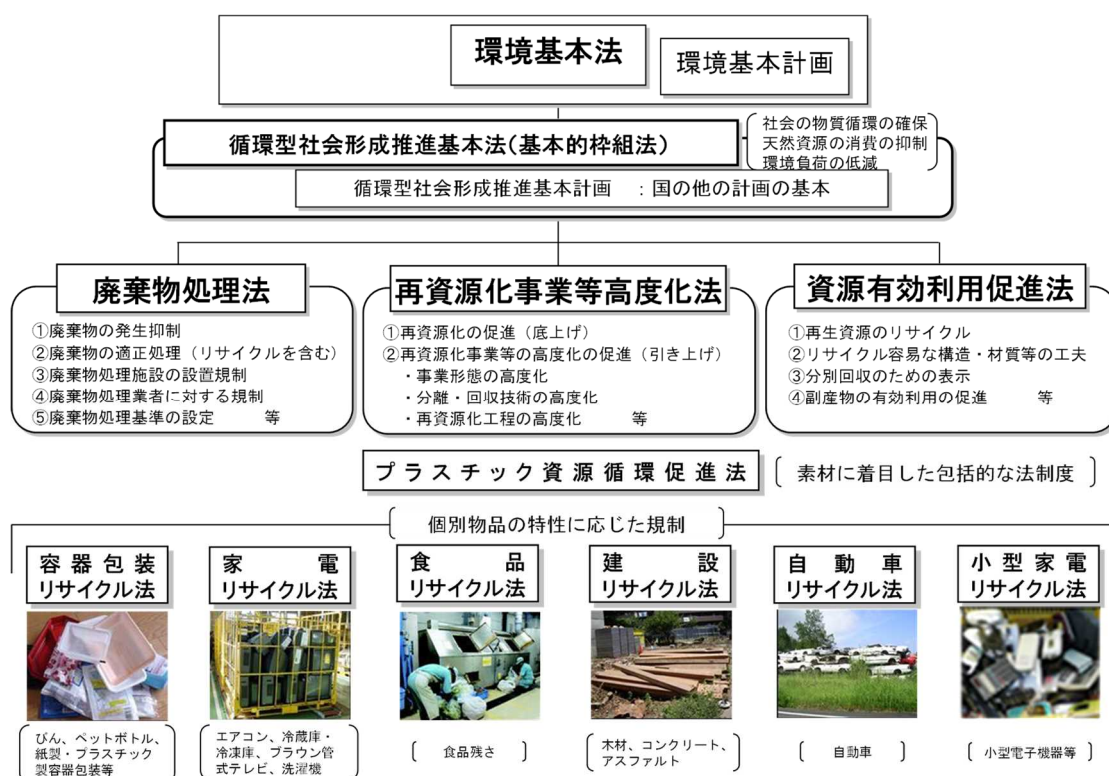 環境基本法
環境基本計画
循環型社会形成推進基本法(基本的枠組法)
社会の物質循環の確保
天然資源の消費の抑制
環境負荷の低減
循環型社会形成推進基本計画 :国の他の計画の基本
廃棄物処理法
①廃棄物の発生抑制
②廃棄物の適正処理(リサイクルを含む)
③廃棄物処理施設の設置規制
④廃棄物処理業者に対する規制
⑤廃棄物処理基準の設定 等
再資源化事業等高度化法
①再資源化の促進(底上げ)
②再資源化事業等の高度化の促進(引き上げ)
・事業形態の高度化
・分離・回収技術の高度化
・再資源化工程の高度化 等
資源有効利用促進法
①再生資源のリサイクル
②リサイクル容易な構造・材質等の工夫
③分別回収のための表示
④副産物の有効利用の促進 等
プラスチック資源循環促進法
素材に着目した包括的な法制度
個別物品の特性に応じた規制
容器包装
リサイクル法
家電
リサイクル法
食品
リサイクル法
建設
リサイクル法
自動車
リサイクル法
小型家電
リサイクル法
びん、ペットボトル、
紙製・プラスチック
製容器包装等
エアコン、冷蔵庫・
冷凍庫、ブラウン管
式テレビ、洗濯機
食品残さ
木材、コンクリート、
アスファルト
自動車
小型電子機器等